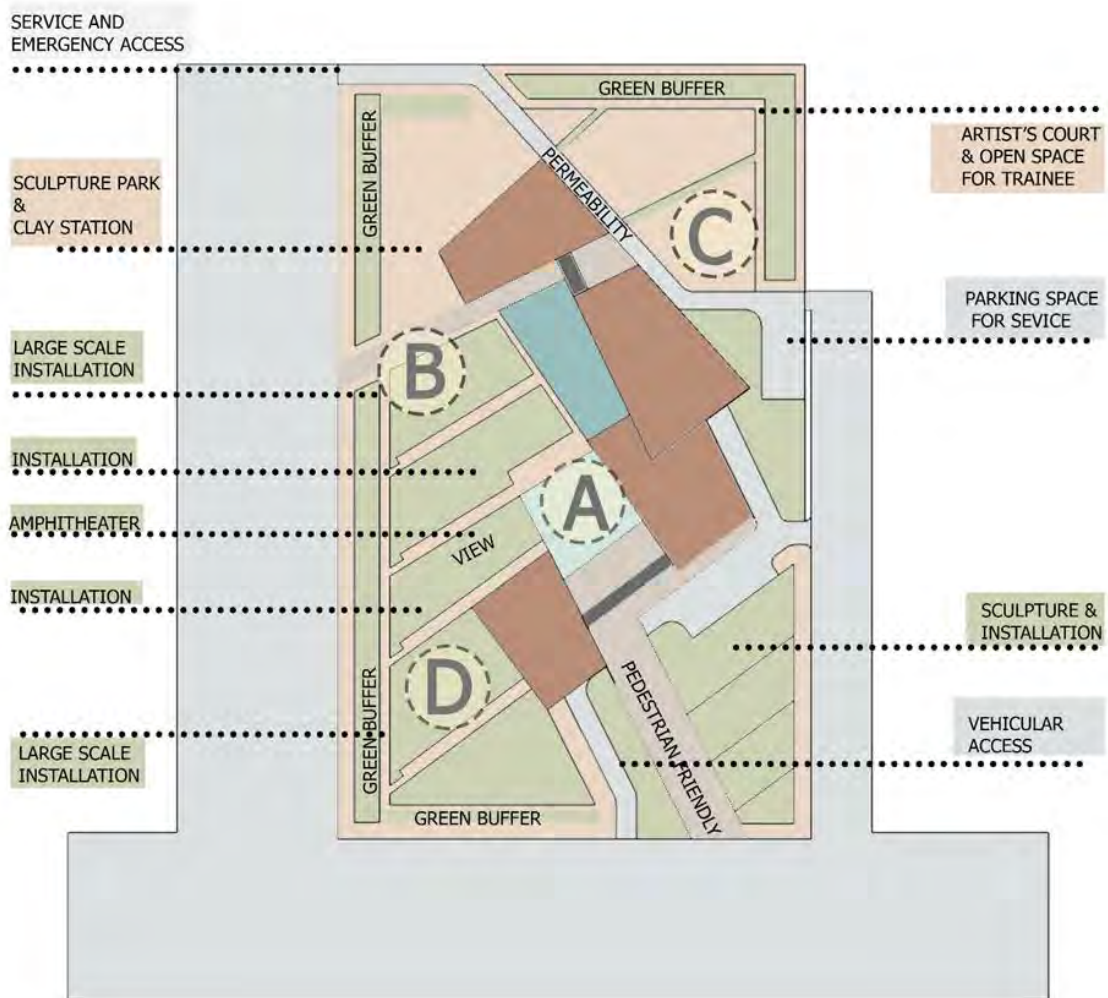 SERVICE AND
EMERGENCY ACCESS
SCULPTURE PARK
&
CLAY STATION
LARGE SCALE
INSTALLATION
INSTALLATION
AMPHITHEATER
INSTALLATION
LARGE SCALE
INSTALLATION
GREEN BUFFER
GREEN BUFFER
PERMEABILITY
C
B
A
VIEW
D
GREEN BUFFER
PEDESTRIAN FRIENDLY
GREEN BUFFER
ARTIST'S COURT
& OPEN SPACE
FOR TRAINEE
PARKING SPACE
FOR SEVICE
SCULPTURE &
INSTALLATION
VEHICULAR
ACCESS